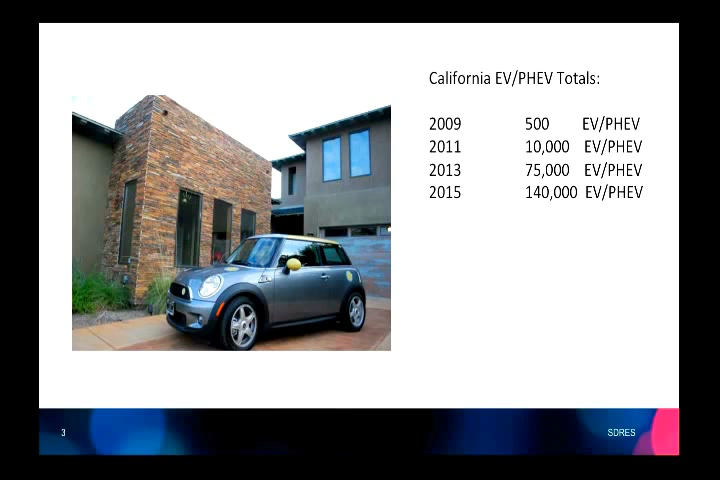 California EV/PHEV Totals:
2009 500 EV/PHEV
2011 10,000 EV/PHEV
2013 75,000 EV/PHEV
2015 140,000 EV/PHEV
3 SDRES